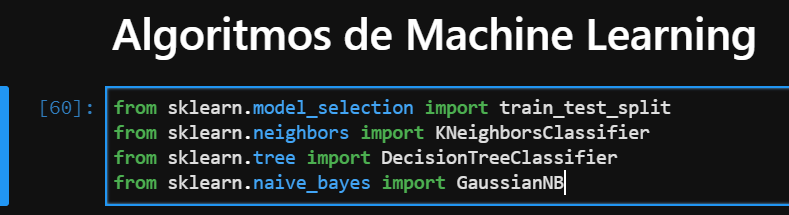 Algoritmos de Machine Learning
[60]: from sklearn.model_selection import train_test_split
from sklearn.neighbors import KNeighborsClassifier
from sklearn.tree import DecisionTreeClassifier
from sklearn.naive_bayes import GaussianNB